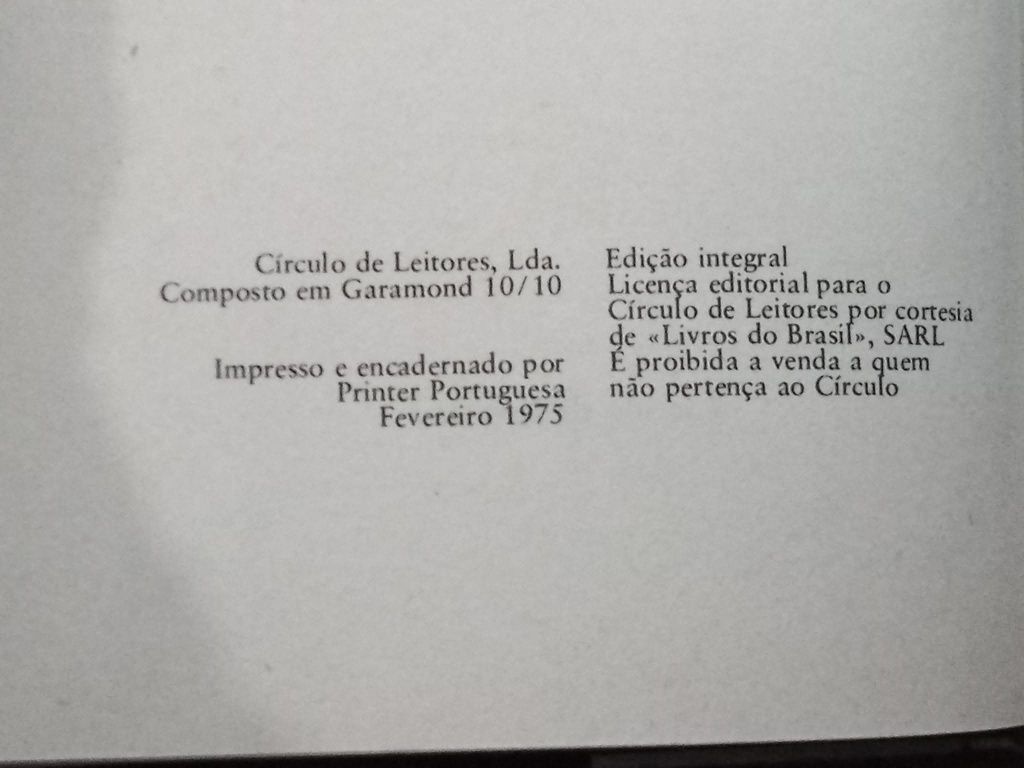 Círculo de Leitores, Lda.
Composto em Garamond 10/10
Impresso e encadernado por
Printer Portuguesa
Fevereiro 1975
Edição integral
Licença editorial para o
Círculo de Leitores por cortesia
de «Livros do Brasil», SARL
É proibida a venda a quem
não pertença ao Círculo